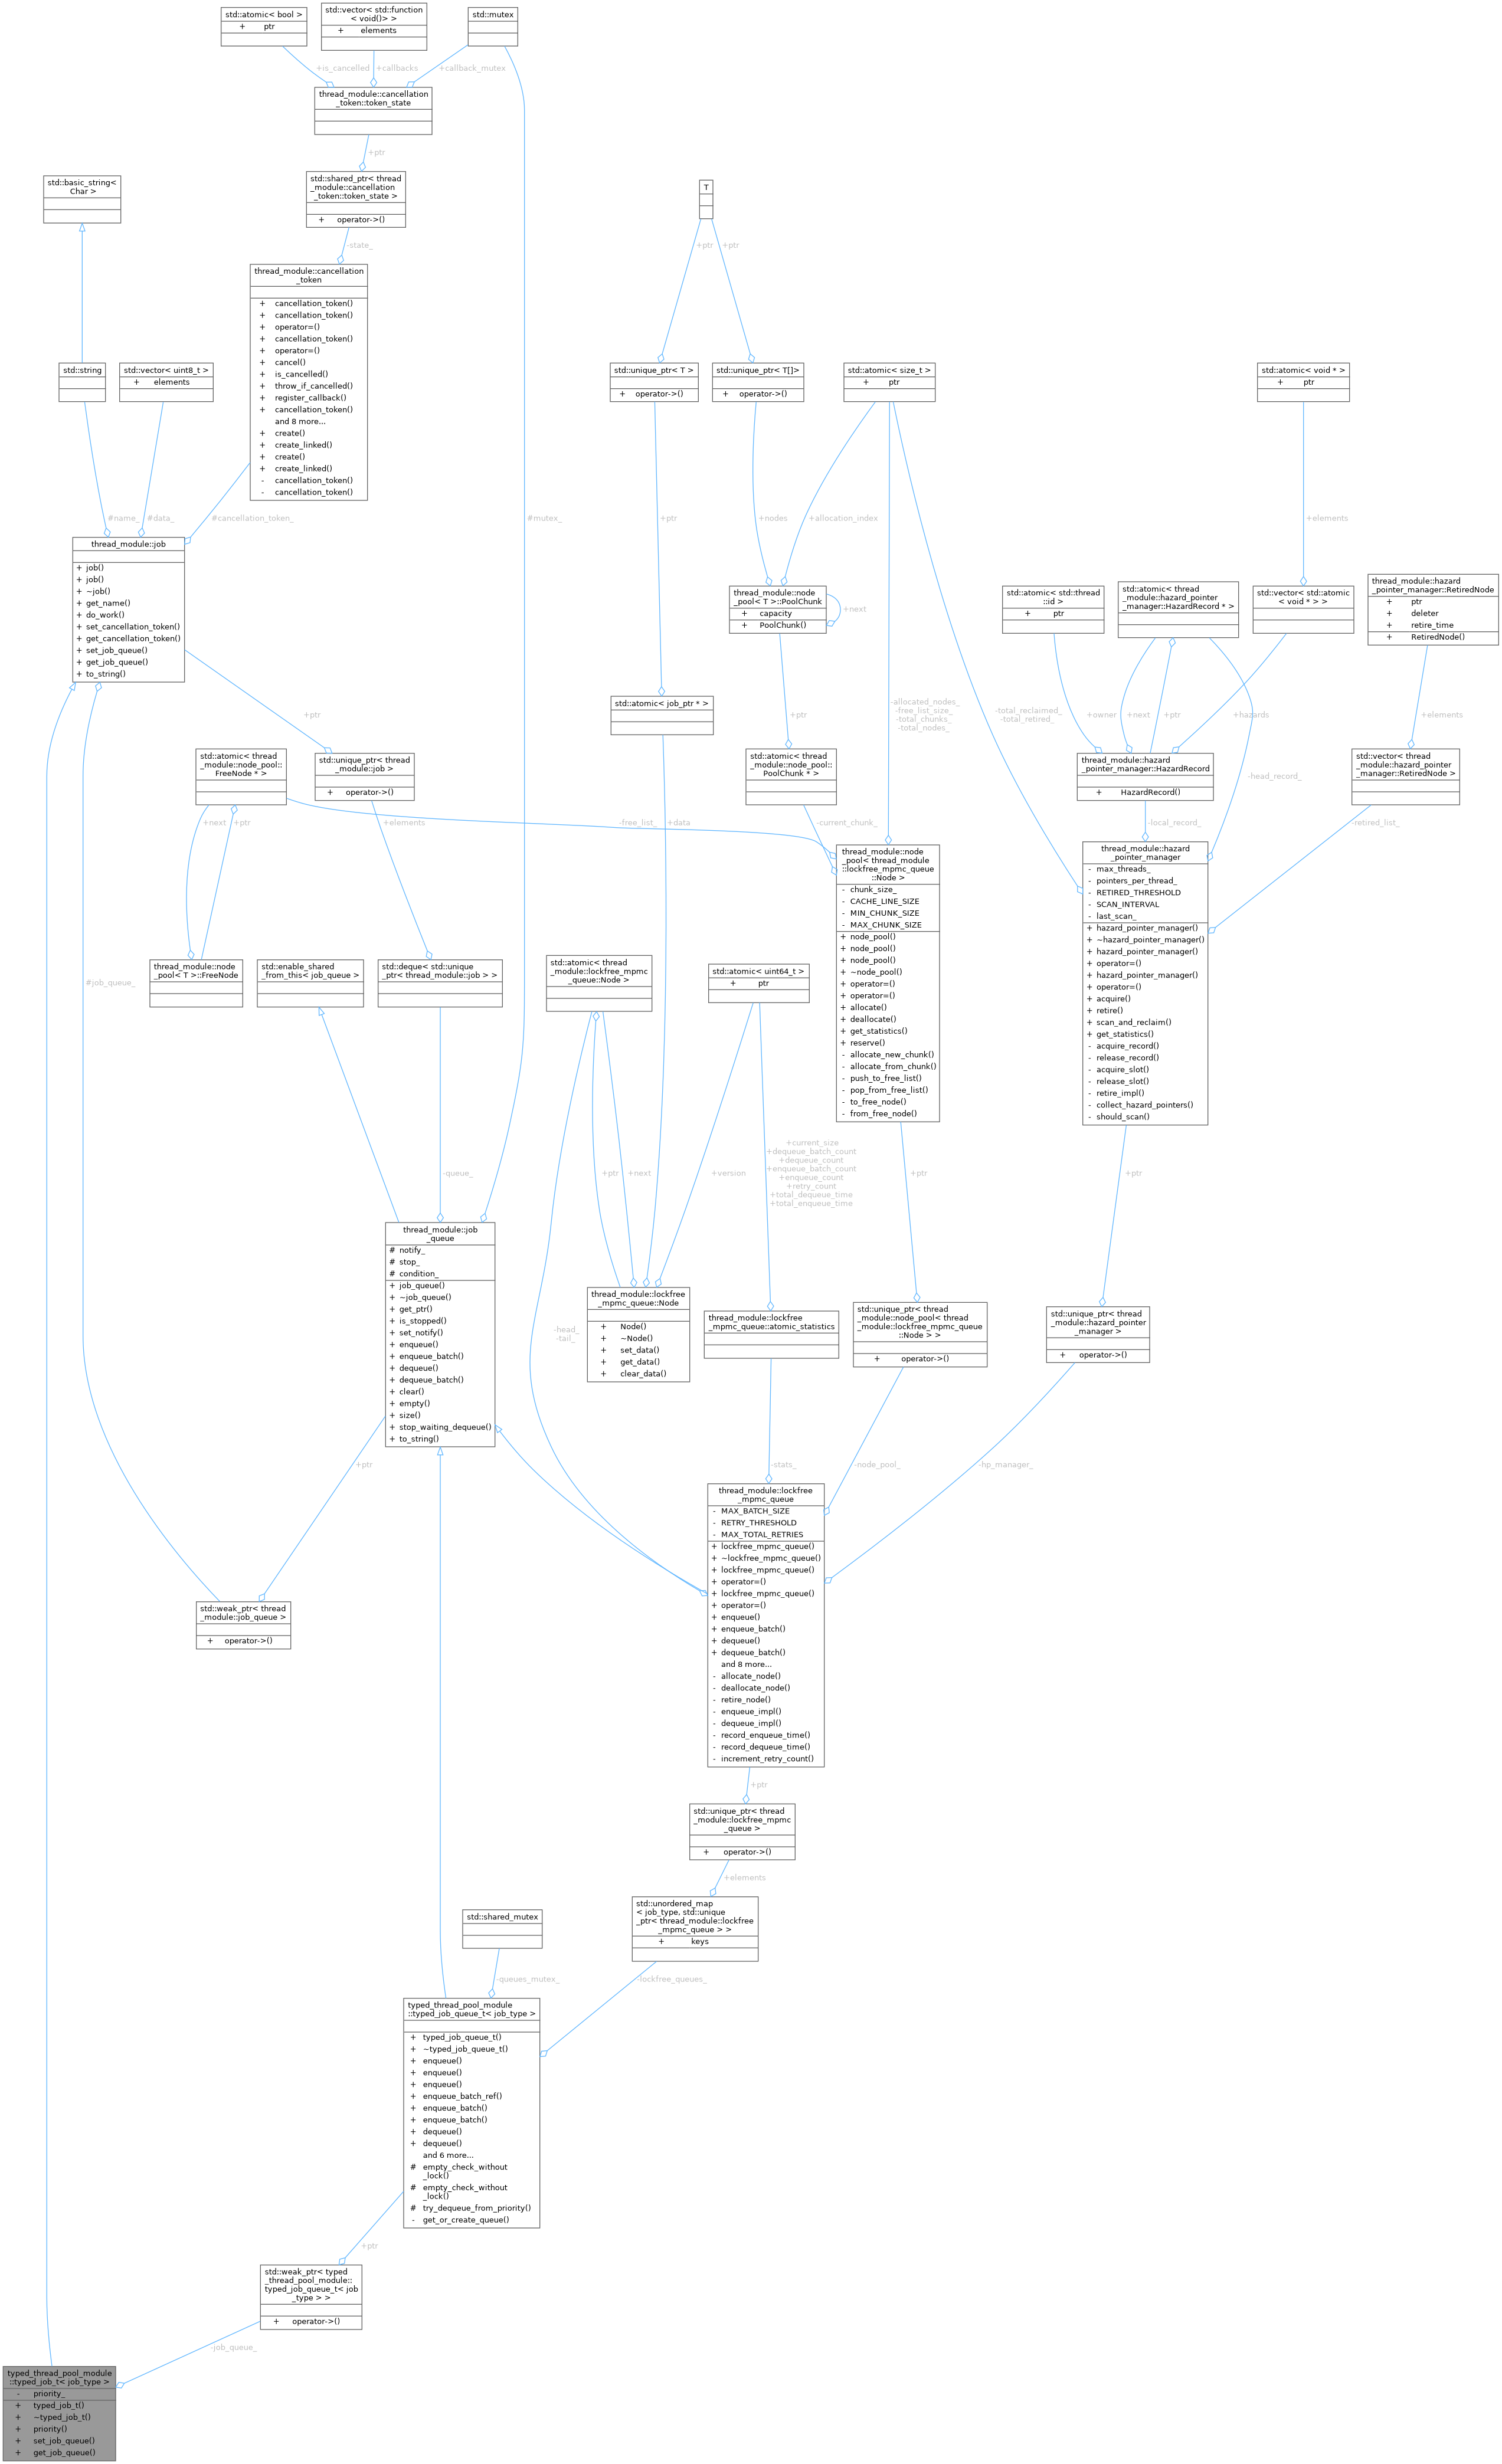 std::atomic< bool >
+ ptr
std::vector< std::function
< void()> >
+ elements
std::mutex
+is_cancelled
+callbacks
+callback_mutex
thread_module::cancellation
_token::token_state
+ptr
std::shared_ptr< thread
_module::cancellation
_token::token_state >
+ operator->()
-state_
std::basic_string<
Char >
T
+ptr
+ptr
thread_module::cancellation
_token
+ cancellation_token()
+ cancellation_token()
+ operator=()
+ cancellation_token()
+ operator=()
+ cancel()
+ is_cancelled()
+ throw_if_cancelled()
+ register_callback()
+ cancellation_token()
and 8 more...
+ create()
+ create_linked()
+ create()
+ create_linked()
- cancellation_token()
- cancellation_token()
std::string
std::vector< uint8_t >
+ elements
std::unique_ptr< T >
+ operator->()
std::unique_ptr< T[]>
+ operator->()
std::atomic< size_t >
+ ptr
std::atomic< void * >
+ ptr
#name_
#data_
#cancellation_token_
#mutex_
+ptr
+nodes
+allocation_index
+elements
thread_module::job
+ job()
+ job()
+ ~job()
+ get_name()
+ do_work()
+ set_cancellation_token()
+ get_cancellation_token()
+ set_job_queue()
+ get_job_queue()
+ to_string()
thread_module::node
_pool< T >::PoolChunk
+ capacity
+ PoolChunk()
+next
std::atomic< std::thread
::id >
+ ptr
std::atomic< thread
_module::hazard_pointer
_manager::HazardRecord * >
std::vector< std::atomic
< void * > >
thread_module::hazard
_pointer_manager::RetiredNode
+ ptr
+ deleter
+ retire_time
+ RetiredNode()
+ptr
std::atomic< job_ptr * >
+ptr
-allocated_nodes_
-free_list_size_
-total_chunks_
-total_nodes_
-total_reclaimed_
-total_retired_
+owner
+next
+ptr
+hazards
+elements
std::atomic< thread
_module::node_pool::
FreeNode * >
std::unique_ptr< thread
_module::job >
+ operator->()
std::atomic< thread
_module::node_pool::
PoolChunk * >
thread_module::hazard
_pointer_manager::HazardRecord
+ HazardRecord()
-head_record_
std::vector< thread
_module::hazard_pointer
_manager::RetiredNode >
+next
+ptr
+elements
-free_list_
+data
-current_chunk_
-local_record_
-retired_list_
thread_module::node
_pool< thread_module
::lockfree_mpmc_queue
::Node >
- chunk_size_
- CACHE_LINE_SIZE
- MIN_CHUNK_SIZE
- MAX_CHUNK_SIZE
+ node_pool()
+ node_pool()
+ node_pool()
+ ~node_pool()
+ operator=()
+ operator=()
+ allocate()
+ deallocate()
+ get_statistics()
+ reserve()
- allocate_new_chunk()
- allocate_from_chunk()
- push_to_free_list()
- pop_from_free_list()
- to_free_node()
- from_free_node()
thread_module::hazard
_pointer_manager
- max_threads_
- pointers_per_thread_
- RETIRED_THRESHOLD
- SCAN_INTERVAL
- last_scan_
+ hazard_pointer_manager()
+ ~hazard_pointer_manager()
+ hazard_pointer_manager()
+ operator=()
+ hazard_pointer_manager()
+ operator=()
+ acquire()
+ retire()
+ scan_and_reclaim()
+ get_statistics()
- acquire_record()
- release_record()
- acquire_slot()
- release_slot()
- retire_impl()
- collect_hazard_pointers()
- should_scan()
#job_queue_
thread_module::node
_pool< T >::FreeNode
std::enable_shared
_from_this< job_queue >
std::deque< std::unique
_ptr< thread_module::job > >
std::atomic< thread
_module::lockfree_mpmc
_queue::Node >
std::atomic< uint64_t >
+ ptr
-queue_
+ptr
+next
+version
+current_size
+dequeue_batch_count
+dequeue_count
+enqueue_batch_count
+enqueue_count
+retry_count
+total_dequeue_time
+total_enqueue_time
+ptr
+ptr
thread_module::job
_queue
# notify_
# stop_
# condition_
+ job_queue()
+ ~job_queue()
+ get_ptr()
+ is_stopped()
+ set_notify()
+ enqueue()
+ enqueue_batch()
+ dequeue()
+ dequeue_batch()
+ clear()
+ empty()
+ size()
+ stop_waiting_dequeue()
+ to_string()
-head_
-tail_
thread_module::lockfree
_mpmc_queue::Node
+ Node()
+ ~Node()
+ set_data()
+ get_data()
+ clear_data()
thread_module::lockfree
_mpmc_queue::atomic_statistics
std::unique_ptr< thread
_module::node_pool< thread
_module::lockfree_mpmc_queue
::Node > >
+ operator->()
std::unique_ptr< thread
_module::hazard_pointer
_manager >
+ operator->()
+ptr
-stats_
-node_pool_
-hp_manager_
thread_module::lockfree
_mpmc_queue
- MAX_BATCH_SIZE
- RETRY_THRESHOLD
- MAX_TOTAL_RETRIES
+ lockfree_mpmc_queue()
+ ~lockfree_mpmc_queue()
+ lockfree_mpmc_queue()
+ operator=()
+ lockfree_mpmc_queue()
+ operator=()
+ enqueue()
+ enqueue_batch()
+ dequeue()
+ dequeue_batch()
and 8 more...
- allocate_node()
- deallocate_node()
- retire_node()
- enqueue_impl()
- dequeue_impl()
- record_enqueue_time()
- record_dequeue_time()
- increment_retry_count()
std::weak_ptr< thread
_module::job_queue >
+ operator->()
+ptr
std::unique_ptr< thread
_module::lockfree_mpmc
_queue >
+ operator->()
+elements
std::unordered_map
< job_type, std::unique
_ptr< thread_module::lockfree
_mpmc_queue > >
+ keys
std::shared_mutex
-queues_mutex_
-lockfree_queues_
typed_thread_pool_module
::typed_job_queue_t< job_type >
+ typed_job_queue_t()
+ ~typed_job_queue_t()
+ enqueue()
+ enqueue()
+ enqueue()
+ enqueue_batch_ref()
+ enqueue_batch()
+ enqueue_batch()
+ dequeue()
+ dequeue()
and 6 more...
# empty_check_without
_lock()
# empty_check_without
_lock()
# try_dequeue_from_priority()
- get_or_create_queue()
+ptr
std::weak_ptr< typed
_thread_pool_module::
typed_job_queue_t< job
_type > >
+ operator->()
-job_queue_
typed_thread_pool_module
::typed_job_t< job_type >
- priority_
+ typed_job_t()
+ ~typed_job_t()
+ priority()
+ set_job_queue()
+ get_job_queue()